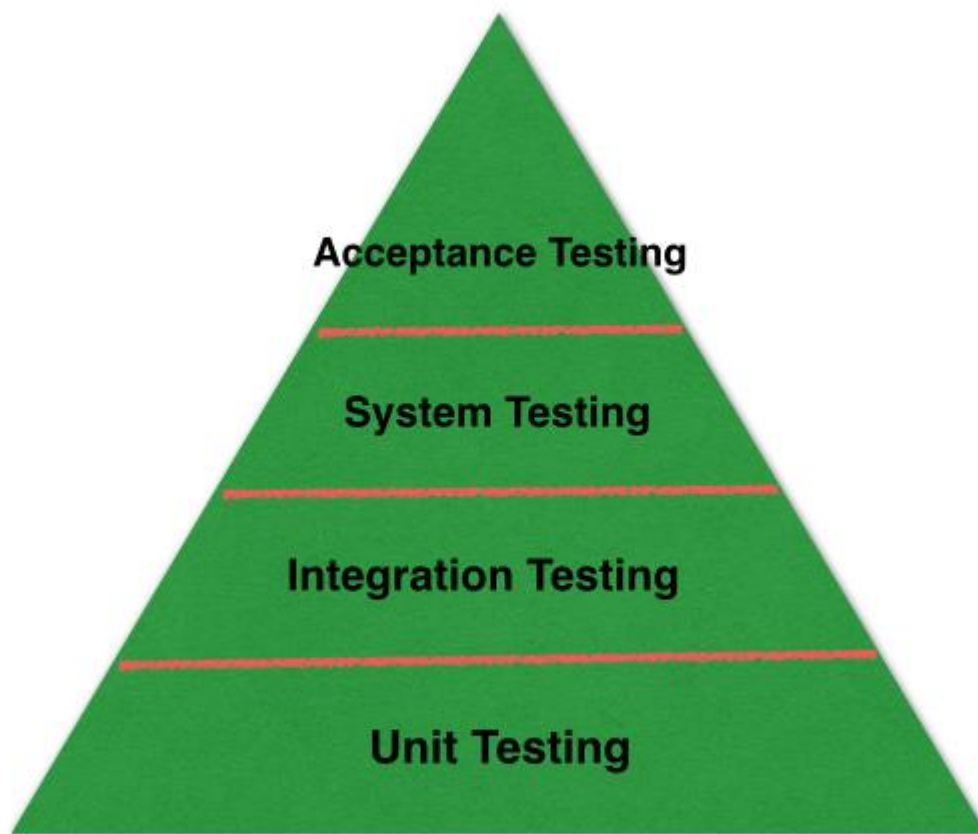 Acceptance Testing
System Testing
Integration Testing
Unit Testing